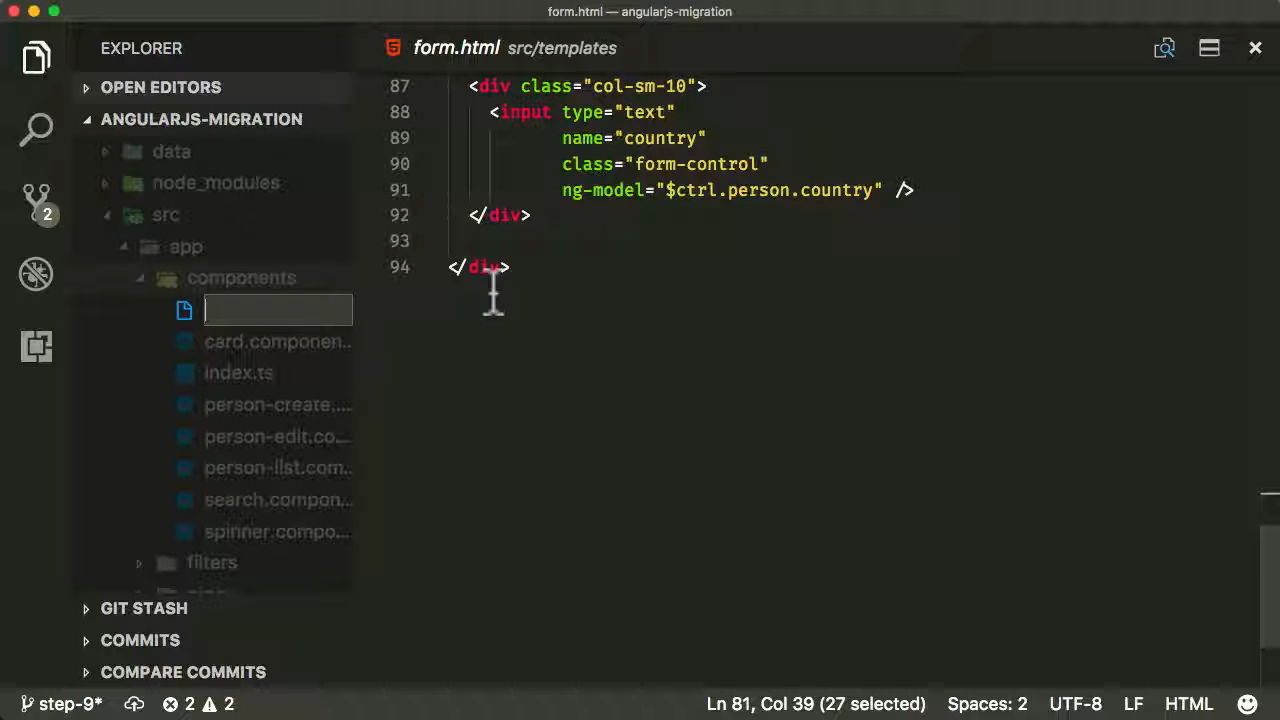 form.html — angularjs-migration
EXPLORER
form.html src/templates
OPEN EDITORS
ANGULARJS-MIGRATION
data
node_modules
src
app
components
card.componen...
index.ts
person-create....
person-edit.co...
person-list.com...
search.compon...
spinner.compo...
filters
GIT STASH
COMMITS
COMPARE COMMITS
87 <div class="col-sm-10">
88 <input type="text"
89 name="country"
90 class="form-control"
91 ng-model="$ctrl.person.country" />
92 </div>
93
94 </div>
2
step-9* 2 2
Ln 81, Col 39 (27 selected) Spaces: 2 UTF-8 LF HTML